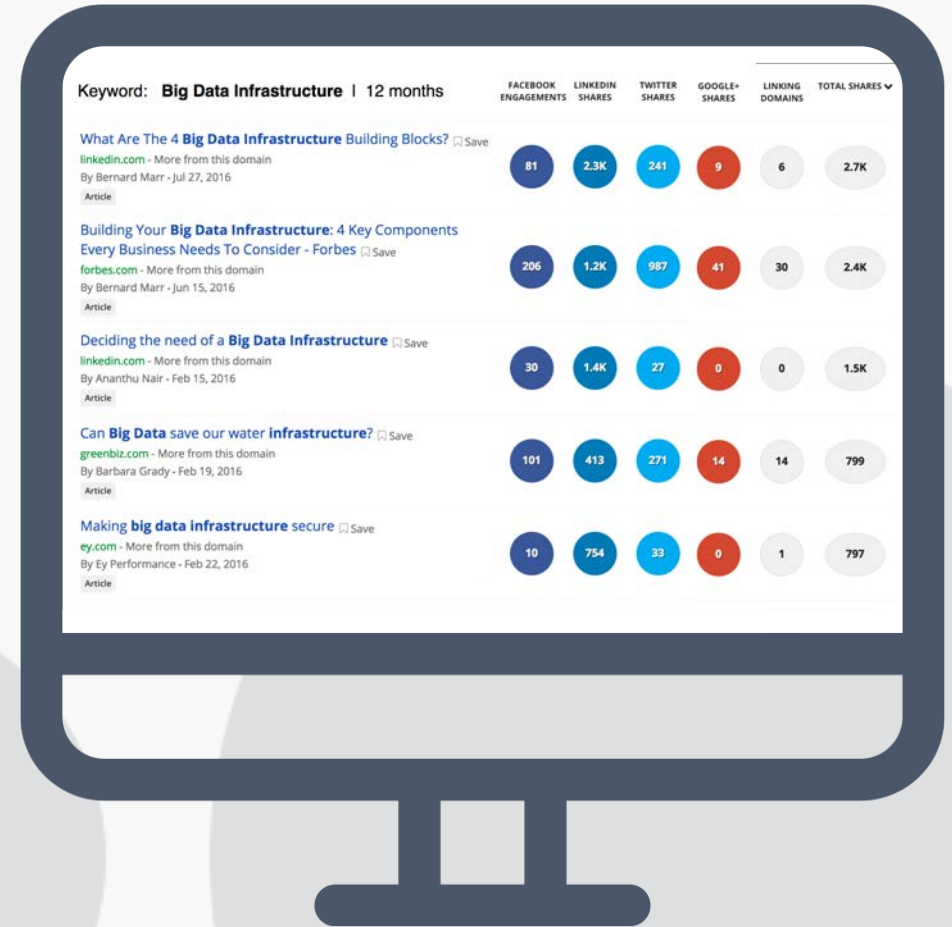 Keyword: Big Data Infrastructure | 12 months
FACEBOOK ENGAGEMENTS
LINKEDIN SHARES
TWITTER SHARES
GOOGLE+ SHARES
LINKING DOMAINS
TOTAL SHARES
What Are The 4 Big Data Infrastructure Building Blocks? Save
linkedin.com - More from this domain
By Bernard Marr - Jul 27, 2016
Article
81 2.3K 241 9 6 2.7K
Building Your Big Data Infrastructure: 4 Key Components
Every Business Needs To Consider - Forbes Save
forbes.com - More from this domain
By Bernard Marr - Jun 15, 2016
Article
206 1.2K 987 41 30 2.4K
Deciding the need of a Big Data Infrastructure Save
linkedin.com - More from this domain
By Ananthu Nair - Feb 15, 2016
Article
30 1.4K 27 0 0 1.5K
Can Big Data save our water infrastructure? Save
greenbiz.com - More from this domain
By Barbara Grady - Feb 19, 2016
Article
101 413 271 14 14 799
Making big data infrastructure secure Save
ey.com - More from this domain
By Ey Performance - Feb 22, 2016
Article
10 754 33 0 1 797